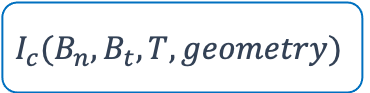 I_c(B_n, B_t, T, geometry)